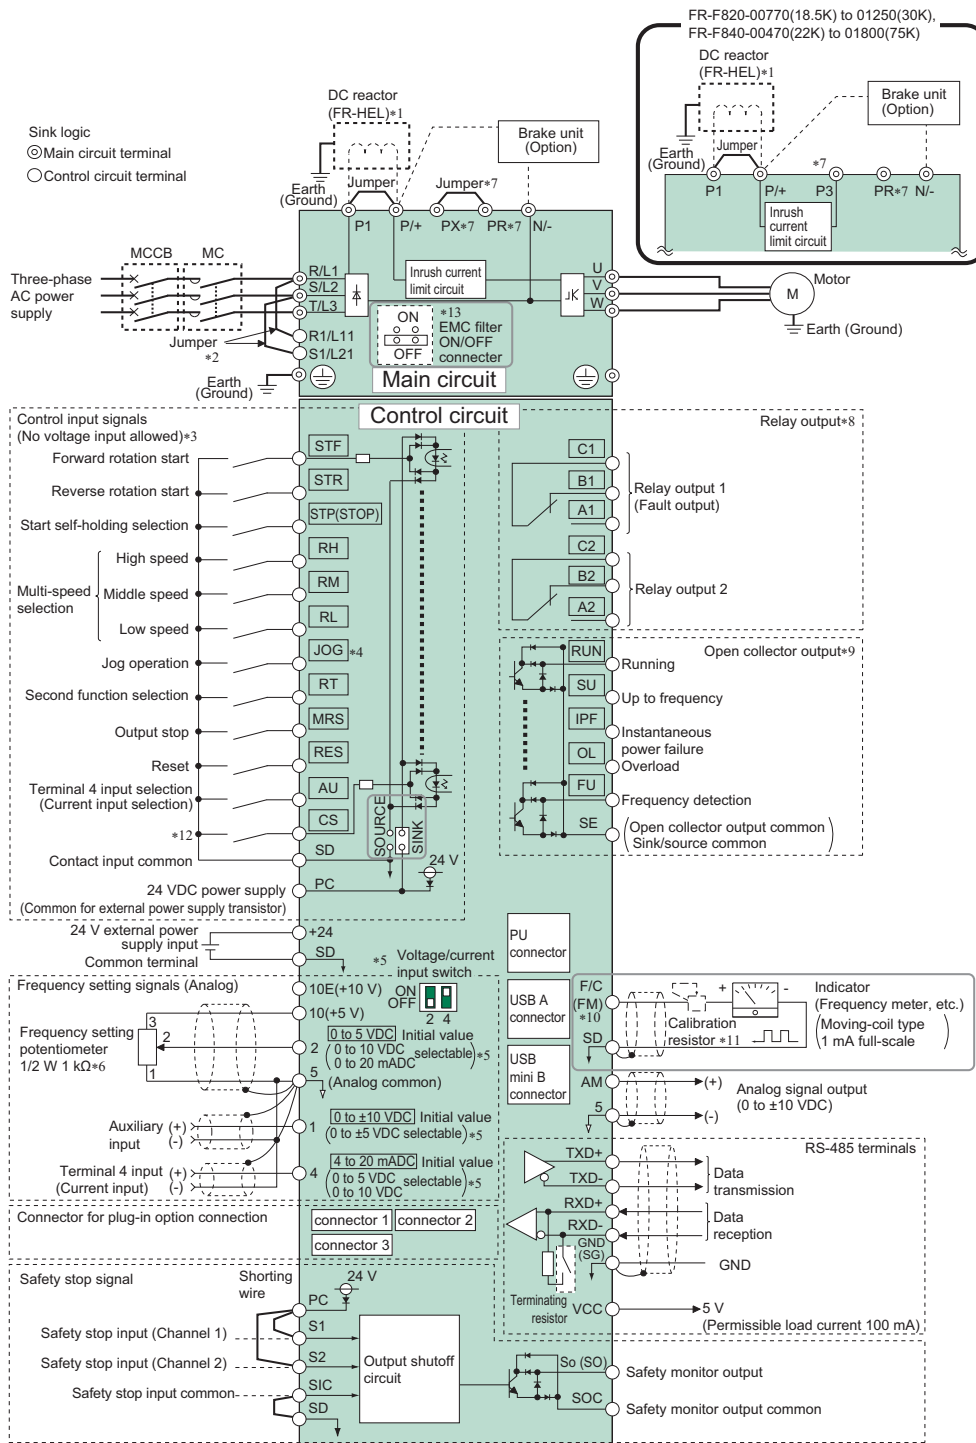 FR-F820-00770(18.5K) to 01250(30K),
FR-F840-00470(22K) to 01800(75K)
DC reactor
(FR-HEL)*1
Brake unit
(Option)
Earth
(Ground)
Jumper
*7
P1
P/+
P3
PR*7
N/-
Inrush
current
limit circuit
Sink logic
Main circuit terminal
Control circuit terminal
DC reactor
(FR-HEL)*1
Brake unit
(Option)
Earth
(Ground)
Jumper
Jumper*7
P1
P/+
PX*7
PR*7
N/-
MCCB
MC
Three-phase
AC power
supply
R/L1
S/L2
T/L3
R1/L11
S1/L21
Jumper
*2
Earth
(Ground)
Inrush current
limit circuit
ON
OFF
*13
EMC filter
ON/OFF
connecter
U
V
W
Motor
M
Earth (Ground)
Main circuit
Control circuit
Control input signals
(No voltage input allowed)*3
Forward rotation start
STF
Reverse rotation start
STR
Start self-holding selection
STP(STOP)
Multi-speed
selection
High speed
RH
Middle speed
RM
Low speed
RL
Jog operation
JOG *4
Second function selection
RT
Output stop
MRS
Reset
RES
Terminal 4 input selection
(Current input selection)
AU
*12
CS
SOURCE
SINK
Contact input common
SD
24 V
24 VDC power supply
(Common for external power supply transistor)
PC
Relay output*8
C1
B1
A1
Relay output 1
(Fault output)
C2
B2
A2
Relay output 2
Open collector output*9
RUN
Running
SU
Up to frequency
IPF
Instantaneous
power failure
OL
Overload
FU
Frequency detection
SE
Open collector output common
Sink/source common
24 V external power
supply input
Common terminal
+24
SD
*5
Voltage/current
input switch
ON
OFF
2 4
Frequency setting signals (Analog)
10E(+10 V)
10(+5 V)
Frequency setting
potentiometer
1/2 W 1 kΩ*6
3
2
1
2
0 to 5 VDC Initial value
0 to 10 VDC
0 to 20 mADC
selectable *5
5
(Analog common)
Auxiliary
input
(+)
(-)
1
0 to ±10 VDC Initial value
(0 to ±5 VDC selectable)*5
Terminal 4 input
(Current input)
(+)
(-)
4
4 to 20 mADC Initial value
0 to 5 VDC
0 to 10 VDC
selectable *5
PU
connector
USB A
connector
USB
mini B
connector
F/C
(FM)
*10
SD
Calibration
resistor *11
+
-
Indicator
(Frequency meter, etc.)
Moving-coil type
1 mA full-scale
AM
5
(+)
(-)
Analog signal output
(0 to ±10 VDC)
RS-485 terminals
TXD+
TXD-
Data
transmission
RXD+
RXD-
Data
reception
GND
(SG)
GND
Terminating
resistor
VCC
5 V
(Permissible load current 100 mA)
Connector for plug-in option connection
connector 1
connector 2
connector 3
Safety stop signal
Shorting
wire
24 V
PC
Safety stop input (Channel 1)
S1
Safety stop input (Channel 2)
S2
Safety stop input common
SIC
SD
Output shutoff
circuit
So (SO)
Safety monitor output
SOC
Safety monitor output common